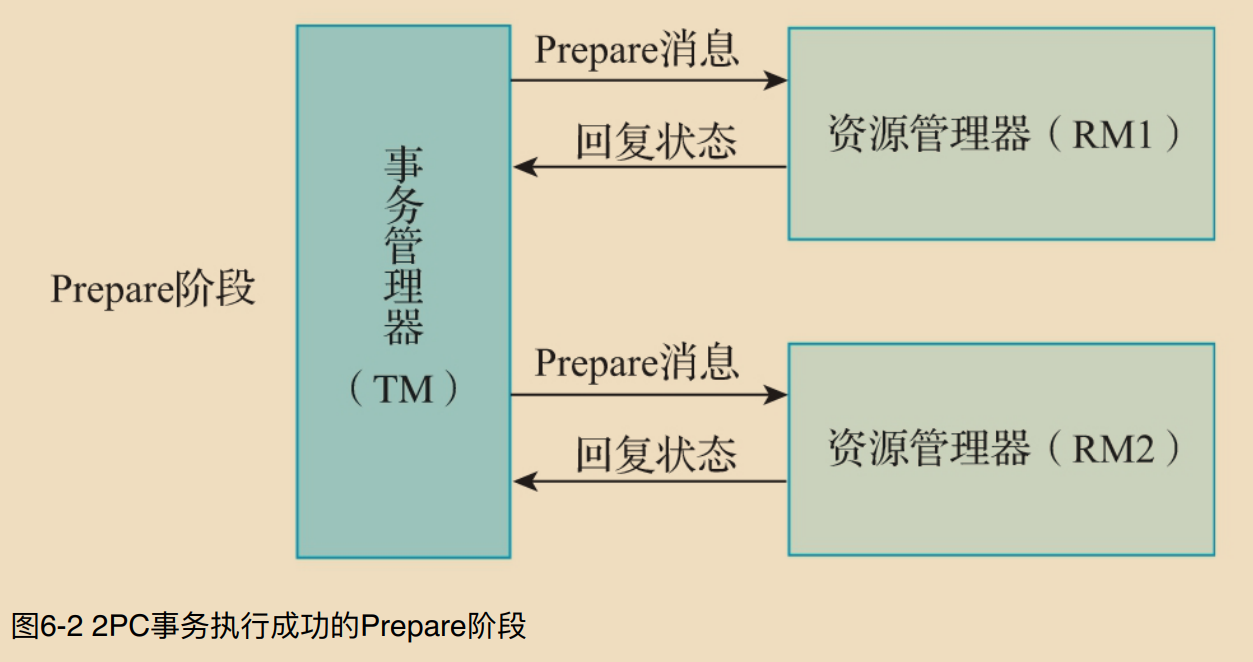 Prepare消息
回复状态
资源管理器（RM1）
事务管理器
（TM）
Prepare阶段
Prepare消息
回复状态
资源管理器（RM2）
图6-2 2PC事务执行成功的Prepare阶段